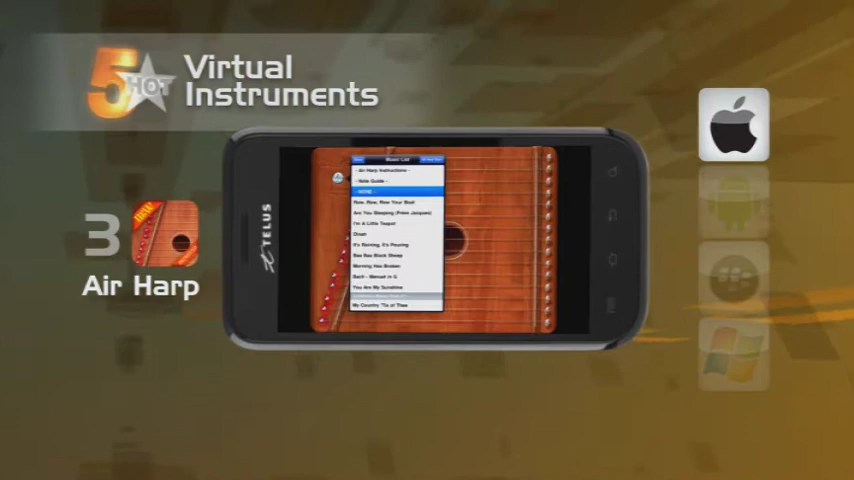 5 HOT
Virtual
Instruments
3
NEW
Air Harp
TELUS
Music List
- Air Harp Instructions -
- Note Guide -
- NONE -
Row, Row, Row Your Boat
Are You Sleeping (Frère Jacques)
I'm A Little Teapot
It's Raining, It's Pouring
Baa Baa Black Sheep
Morning Has Broken
Bach - Menuet in G
You Are My Sunshine
My Country 'Tis of Thee